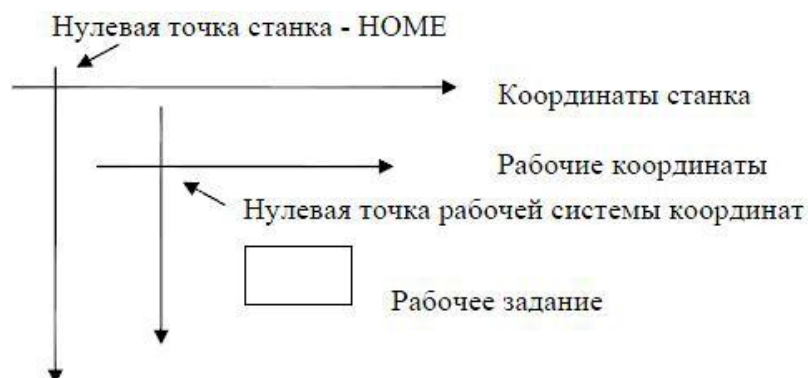 Нулевая точка станка - HOME
Координаты станка
Рабочие координаты
Нулевая точка рабочей системы координат
Рабочее задание